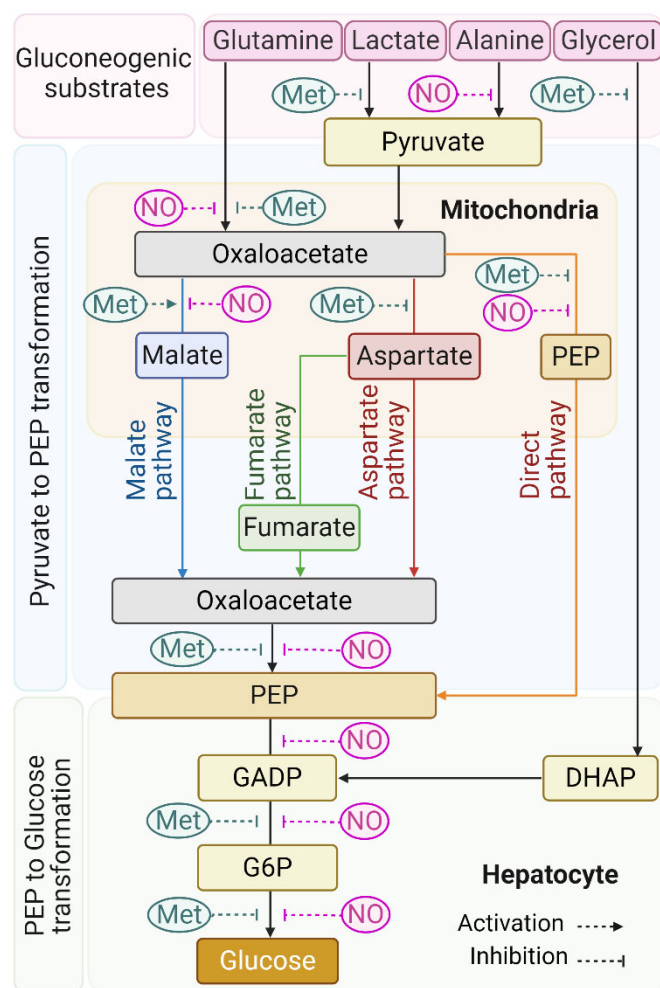 Gluconeogenic
substrates
Glutamine
Lactate
Alanine
Glycerol
Met
NO
Met
Pyruvate
Pyruvate to PEP transformation
Mitochondria
NO
Met
Oxaloacetate
Met
NO
Met
Met
NO
Malate
Aspartate
PEP
Malate
pathway
Fumarate
pathway
Aspartate
pathway
Direct
pathway
Fumarate
Oxaloacetate
Met
NO
PEP
PEP to Glucose
transformation
NO
GADP
DHAP
Met
NO
G6P
Met
NO
Glucose
Hepatocyte
Activation
Inhibition